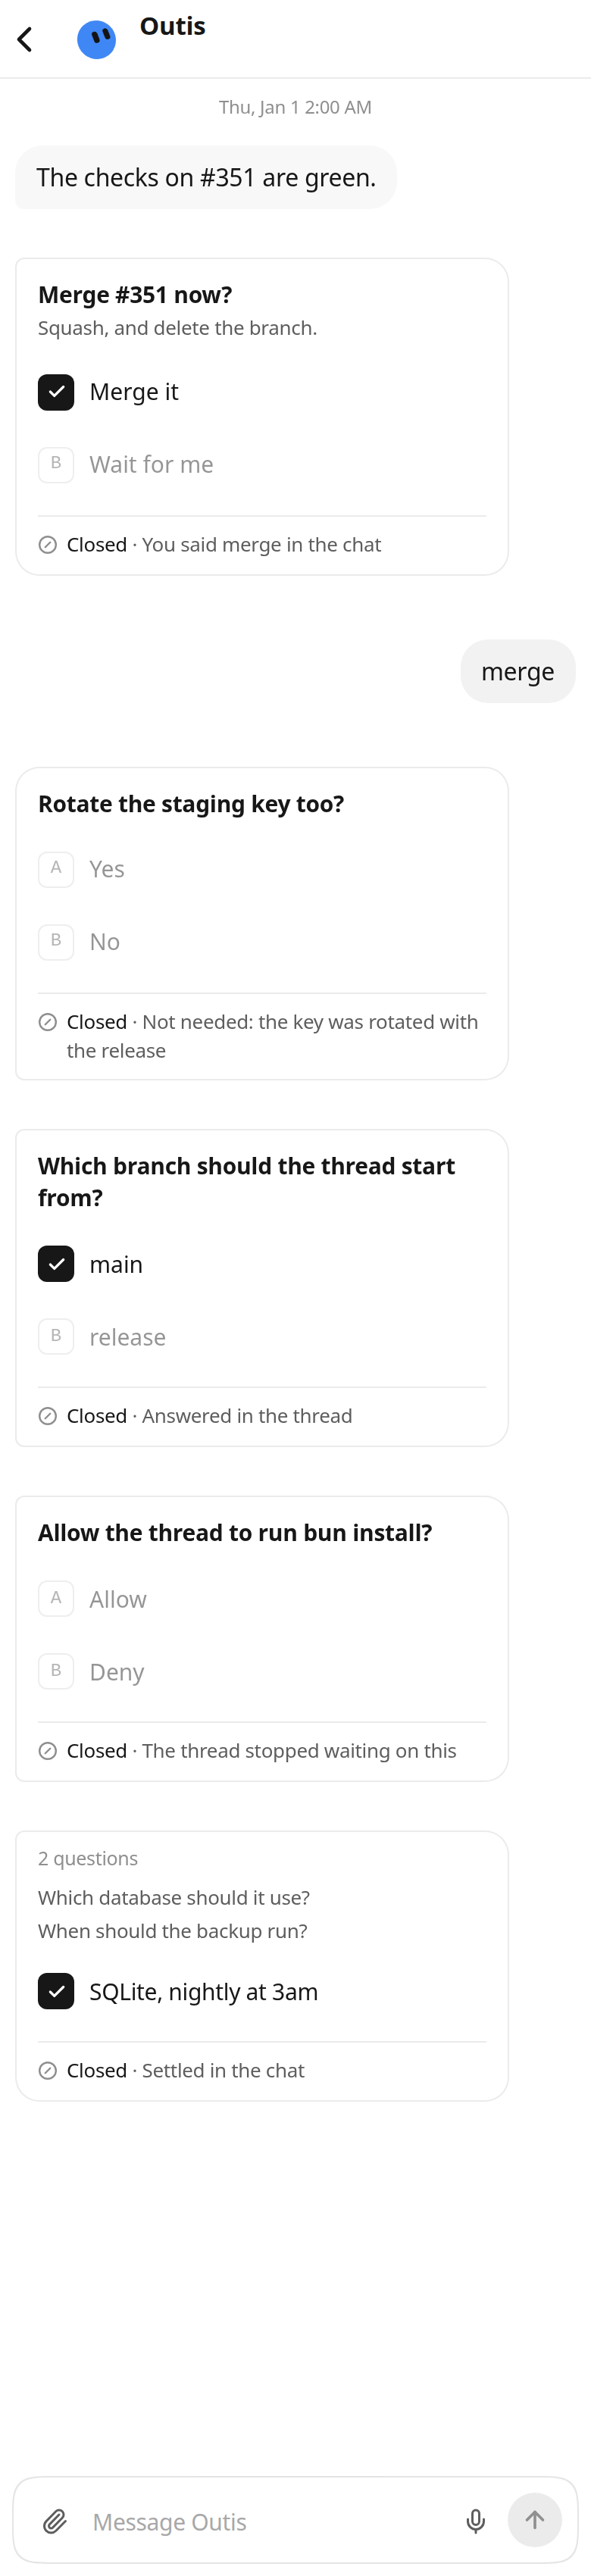 Outis
Thu, Jan 1 2:00 AM
The checks on #351 are green.
Merge #351 now?
Squash, and delete the branch.
Merge it
B Wait for me
Closed · You said merge in the chat
merge
Rotate the staging key too?
A Yes
B No
Closed · Not needed: the key was rotated with
the release
Which branch should the thread start
from?
main
B release
Closed · Answered in the thread
Allow the thread to run bun install?
A Allow
B Deny
Closed · The thread stopped waiting on this
2 questions
Which database should it use?
When should the backup run?
SQLite, nightly at 3am
Closed · Settled in the chat
Message Outis